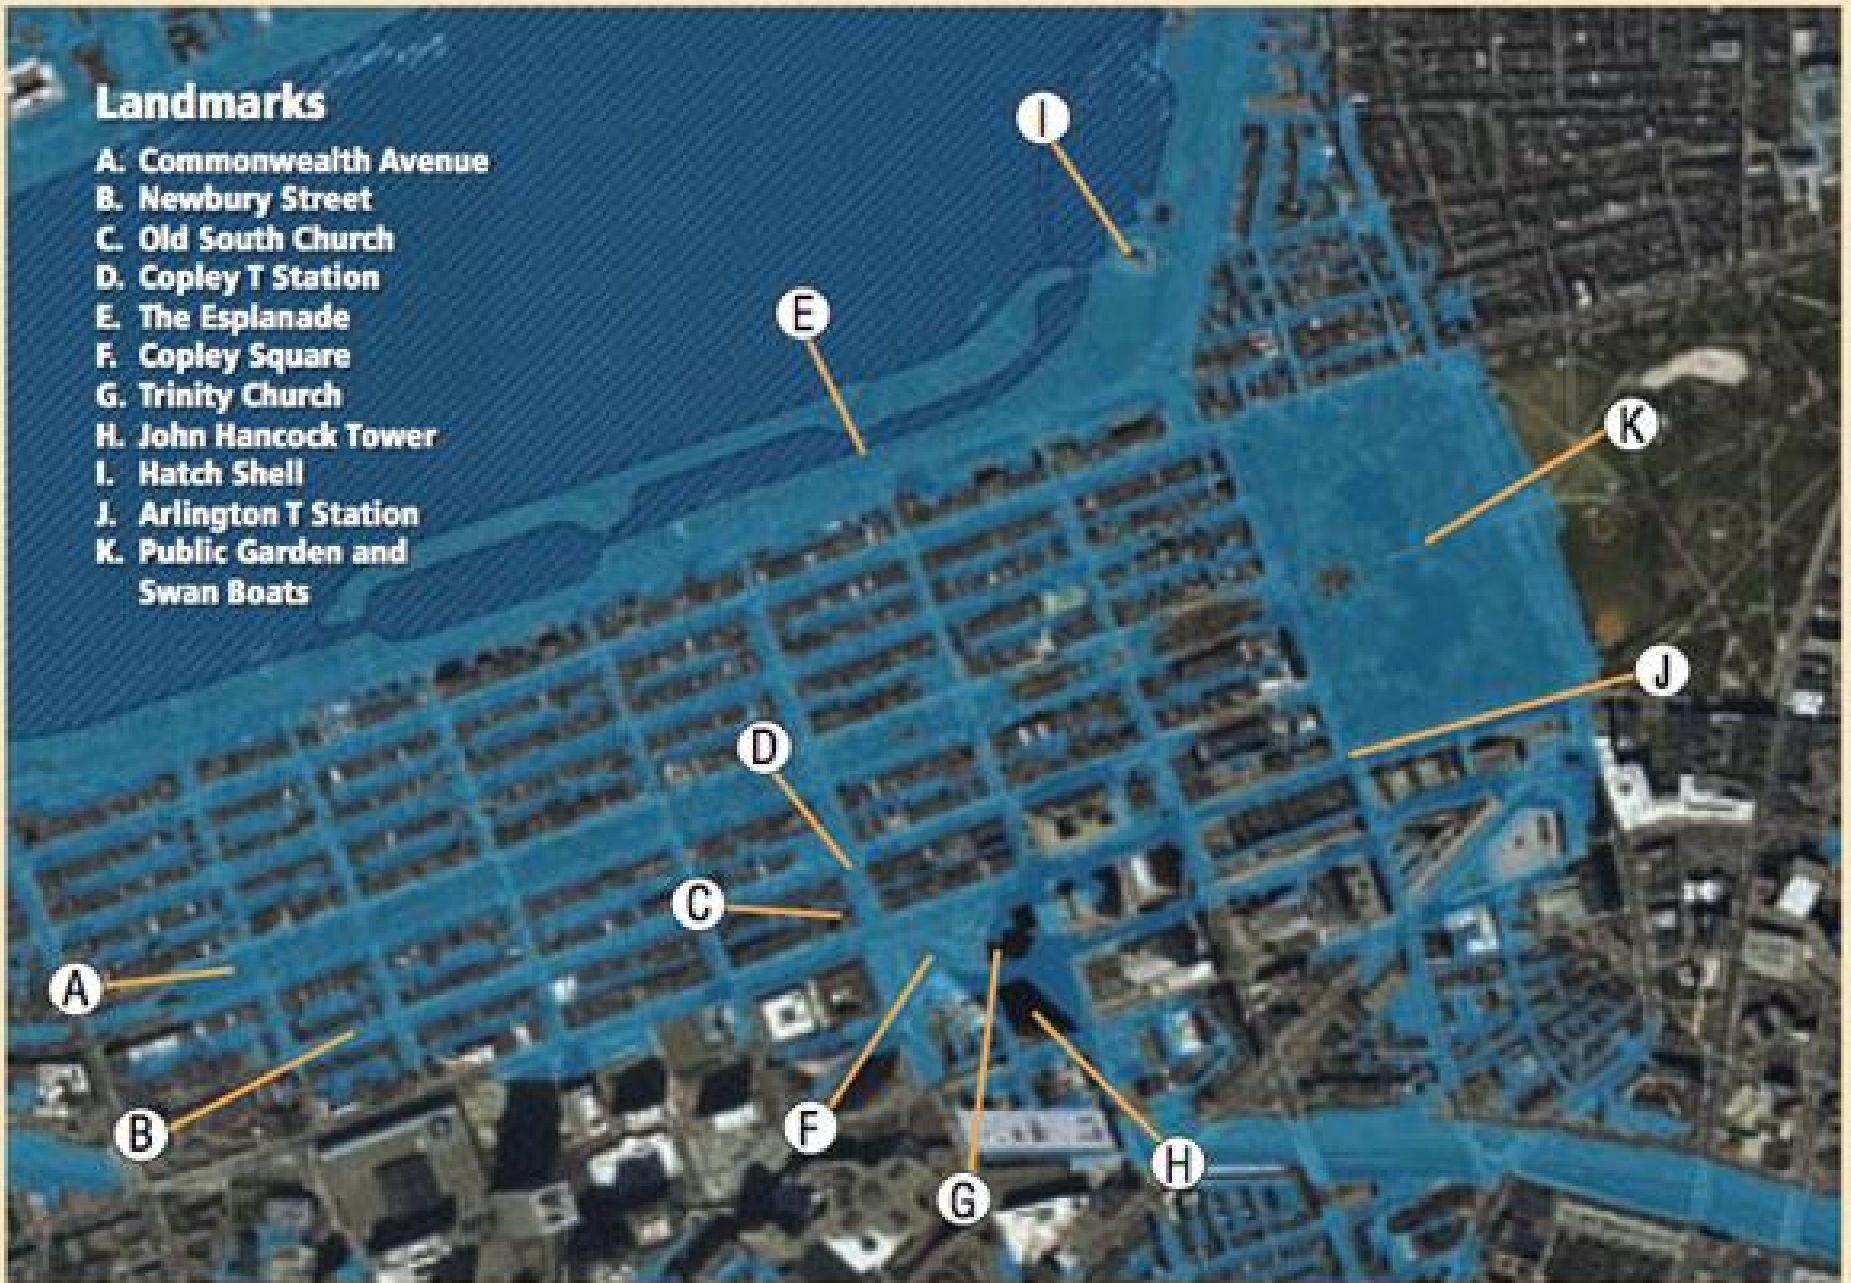 Landmarks
A. Commonwealth Avenue
B. Newbury Street
C. Old South Church
D. Copley T Station
E. The Esplanade
F. Copley Square
G. Trinity Church
H. John Hancock Tower
I. Hatch Shell
J. Arlington T Station
K. Public Garden and
Swan Boats
I
E
K
J
D
C
A
B
F
H
G